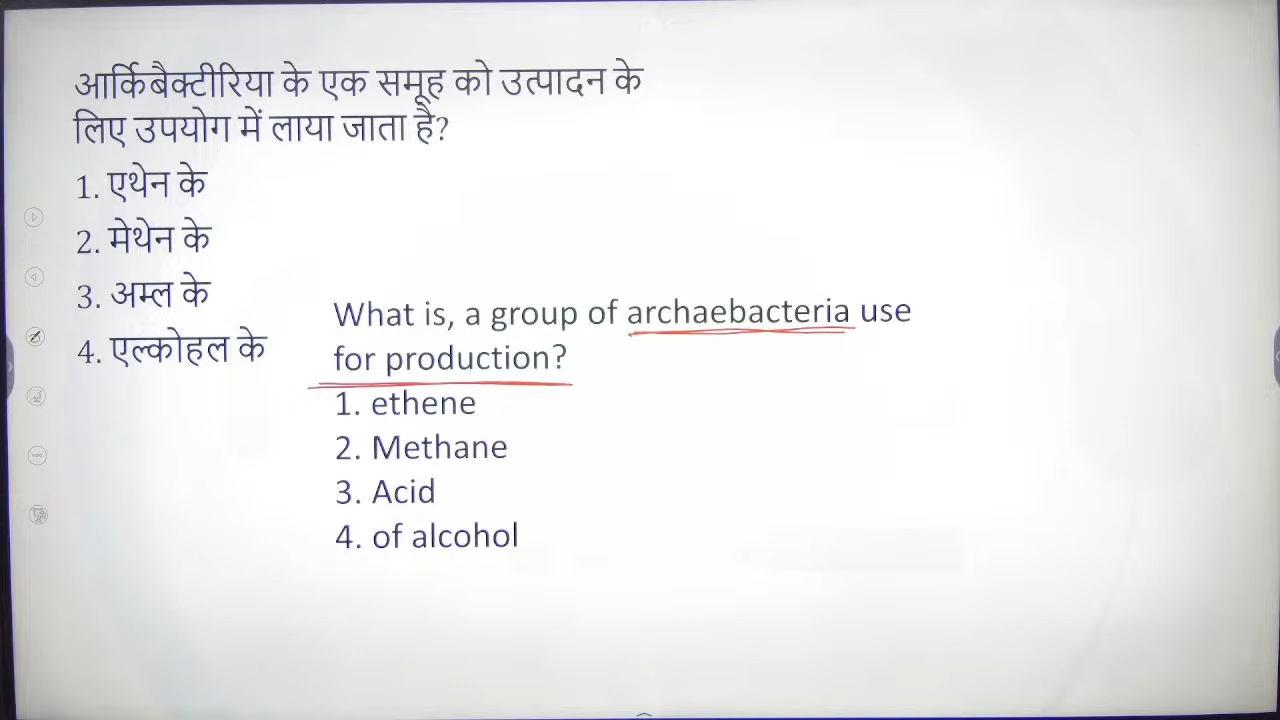 आर्किबैक्टीरिया के एक समूह को उत्पादन के
लिए उपयोग में लाया जाता है?
1. एथेन के
2. मेथेन के
3. अम्ल के
4. एल्कोहल के
What is, a group of archaebacteria use
for production?
1. ethene
2. Methane
3. Acid
4. of alcohol